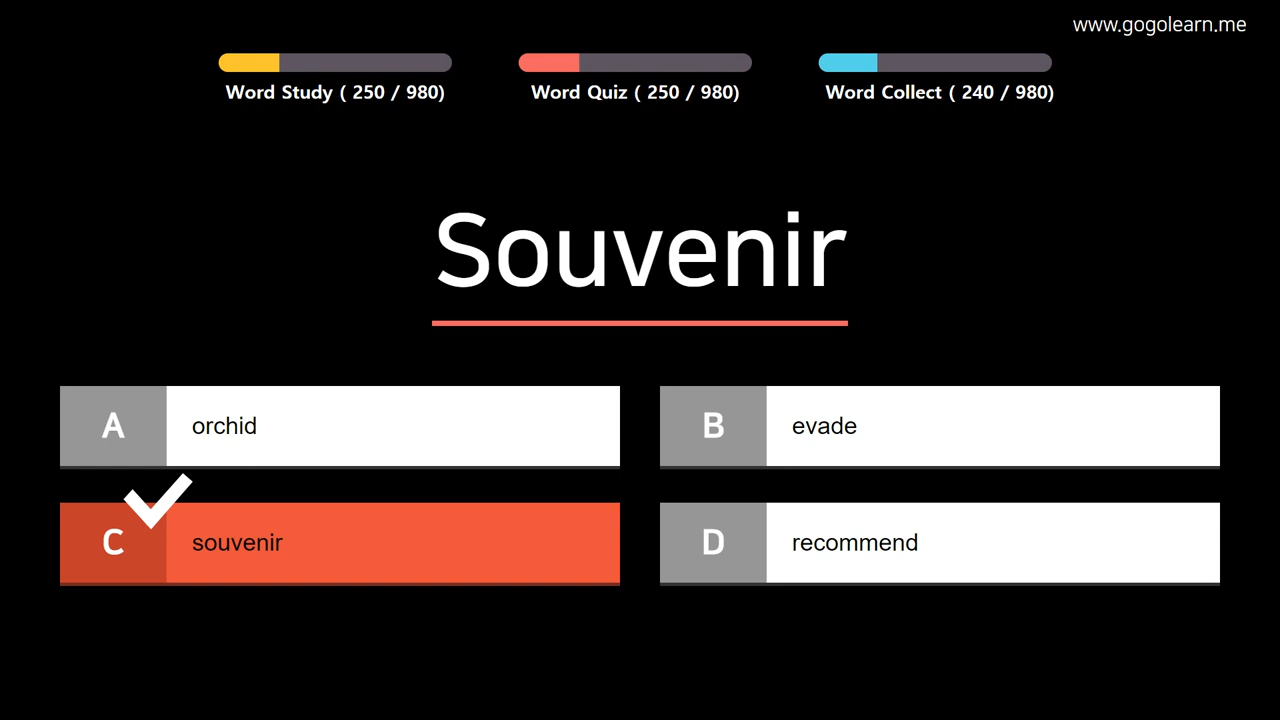 www.gogolearn.me
Word Study ( 250 / 980)
Word Quiz ( 250 / 980)
Word Collect ( 240 / 980)
Souvenir
A orchid
B evade
C souvenir
D recommend